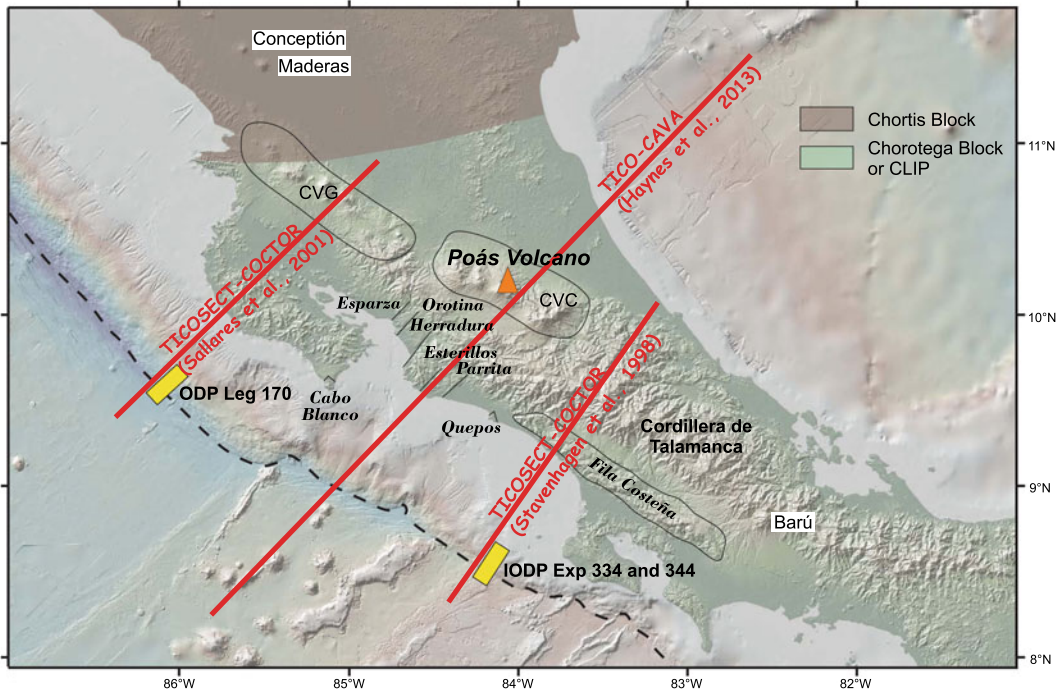 Conceptión
Maderas
Chortis Block
Chorotega Block
or CLIP
11°N
TICO-CAVA
(Haynes et al., 2013)
CVG
TICOSECT-COCTOR
(Sallares et al., 2001)
Poás Volcano
CVC
Esparza
Orotina
Herradura
10°N
Esterillos
Parrita
ODP Leg 170
Cabo
Blanco
Quepos
TICOSECT-COCTOR
(Stavenhagen et al., 1998)
Cordillera de
Talamanca
Fila Costeña
9°N
Barú
IODP Exp 334 and 344
8°N
86°W
85°W
84°W
83°W
82°W